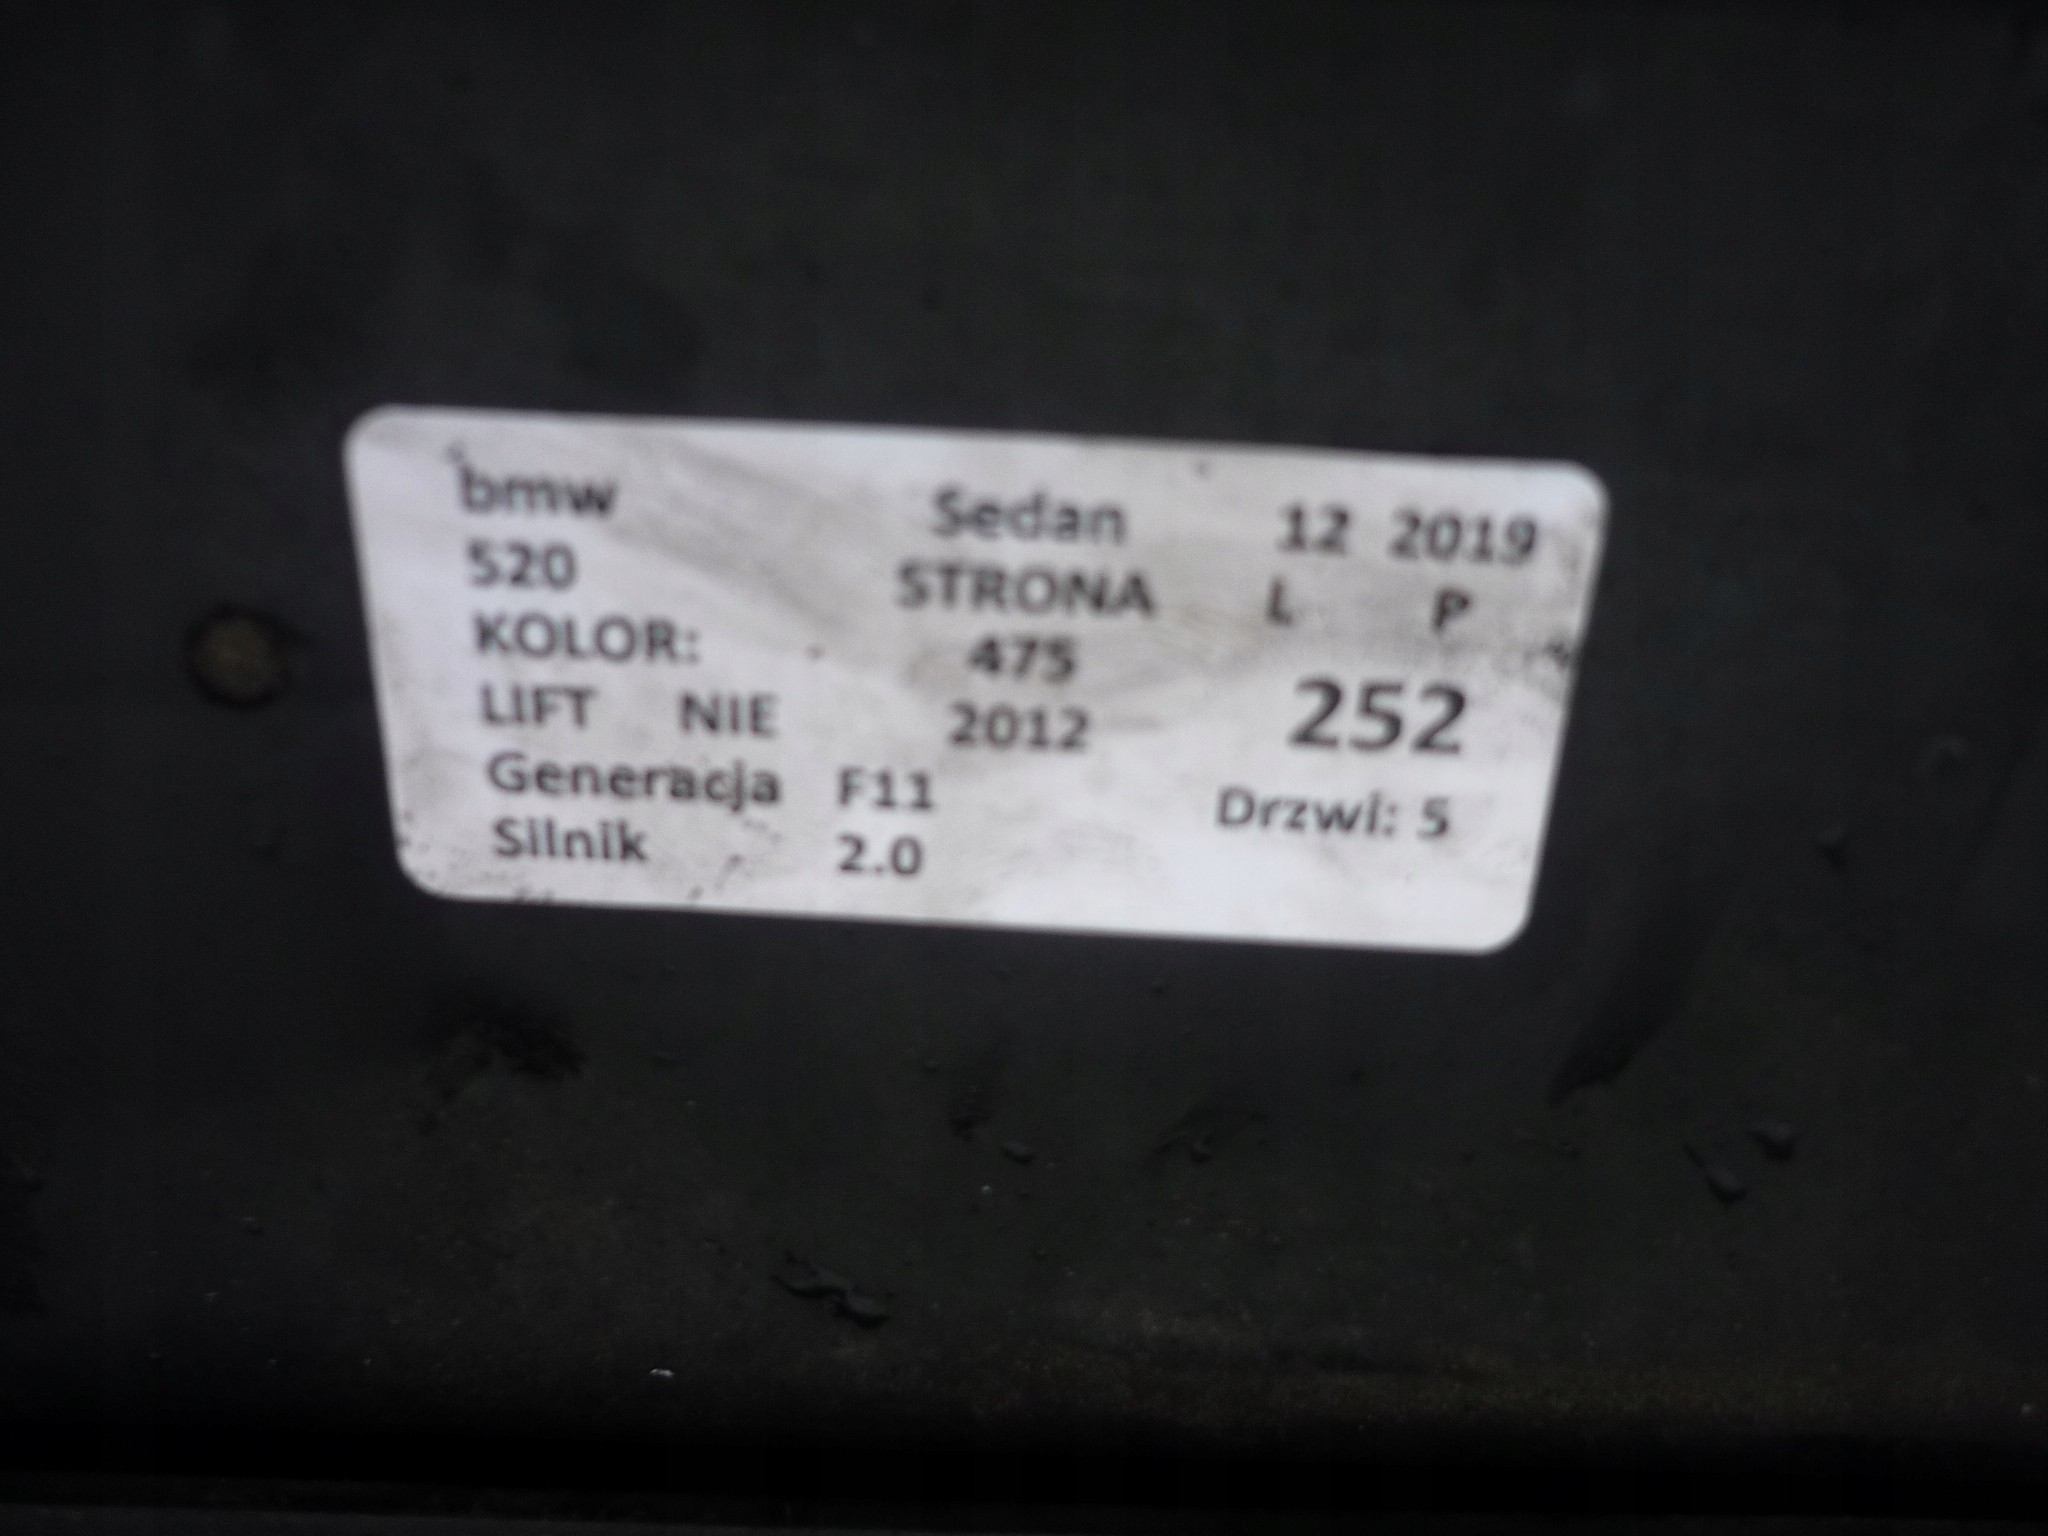 bmw Sedan 12 2019
520 STRONA L P
KOLOR: 475
LIFT NIE 2012 252
Generacja F11 Drzwi: 5
Silnik 2.0